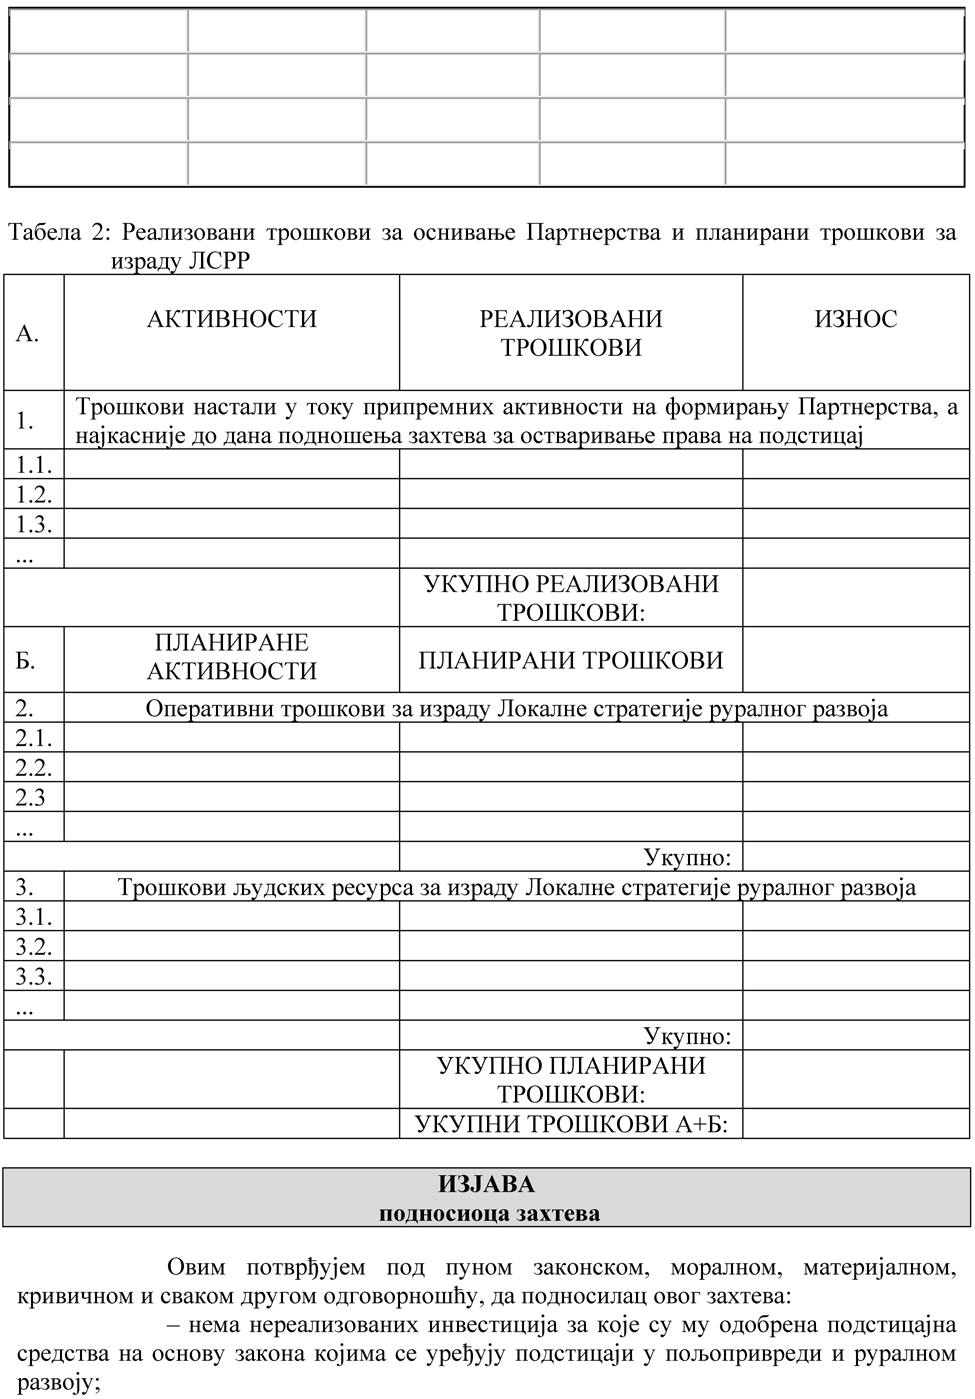 Табела 2: Реализовани трошкови за оснивање Партнерства и планирани трошкови за
израду ЛСРР
А.
АКТИВНОСТИ
РЕАЛИЗОВАНИ
ТРОШКОВИ
ИЗНОС
1.
Трошкови настали у току припремних активности на формирању Партнерства, а
најкасније до дана подношења захтева за остваривање права на подстицај
1.1.
1.2.
1.3.
...
УКУПНО РЕАЛИЗОВАНИ
ТРОШКОВИ:
Б.
ПЛАНИРАНЕ
АКТИВНОСТИ
ПЛАНИРАНИ ТРОШКОВИ
2.
Оперативни трошкови за израду Локалне стратегије руралног развоја
2.1.
2.2.
2.3
...
Укупно:
3.
Трошкови људских ресурса за израду Локалне стратегије руралног развоја
3.1.
3.2.
3.3.
...
Укупно:
УКУПНО ПЛАНИРАНИ
ТРОШКОВИ:
УКУПНИ ТРОШКОВИ А+Б:
ИЗЈАВА
подносиоца захтева
Овим потврђујем под пуном законском, моралном, материјалном,
кривичном и сваком другом одговорношћу, да подносилац овог захтева:
– нема нереализованих инвестиција за које су му одобрена подстицајна
средства на основу закона којима се уређују подстицаји у пољопривреди и руралном
развоју;